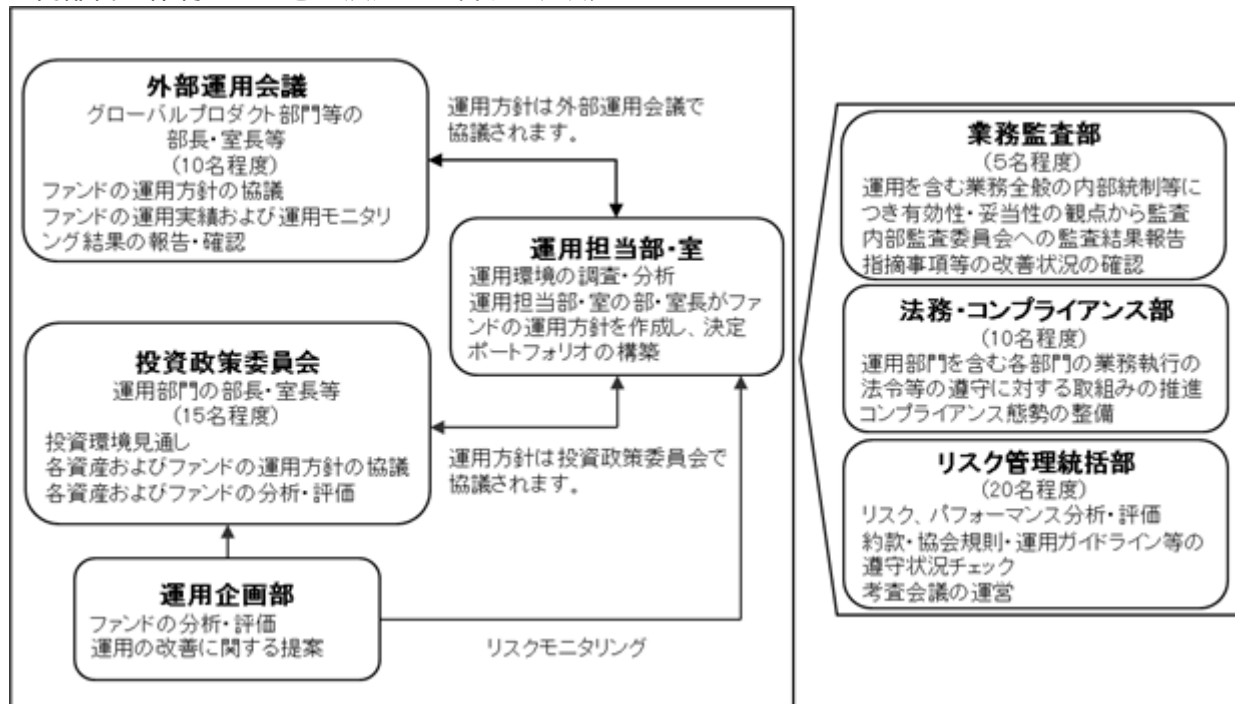 外部運用会議
グローバルプロダクト部門等の
部長・室長等
(10名程度)
ファンドの運用方針の協議
ファンドの運用実績および運用モニタリ
ング結果の報告・確認
運用方針は外部運用会議で
協議されます。
運用担当部・室
運用環境の調査・分析
運用担当部・室の部・室長がファ
ンドの運用方針を作成し、決定
ポートフォリオの構築
投資政策委員会
運用部門の部長・室長等
(15名程度)
投資環境見通し
各資産およびファンドの運用方針の協議
各資産およびファンドの分析・評価
運用方針は投資政策委員会で
協議されます。
運用企画部
ファンドの分析・評価
運用の改善に関する提案
リスクモニタリング
業務監査部
(5名程度)
運用を含む業務全般の内部統制等に
つき有効性・妥当性の観点から監査
内部監査委員会への監査結果報告
指摘事項等の改善状況の確認
法務・コンプライアンス部
(10名程度)
運用部門を含む各部門の業務執行の
法令等の遵守に対する取組みの推進
コンプライアンス態勢の整備
リスク管理統括部
(20名程度)
リスク、パフォーマンス分析・評価
約款・協会規則・運用ガイドライン等の
遵守状況チェック
考査会議の運営